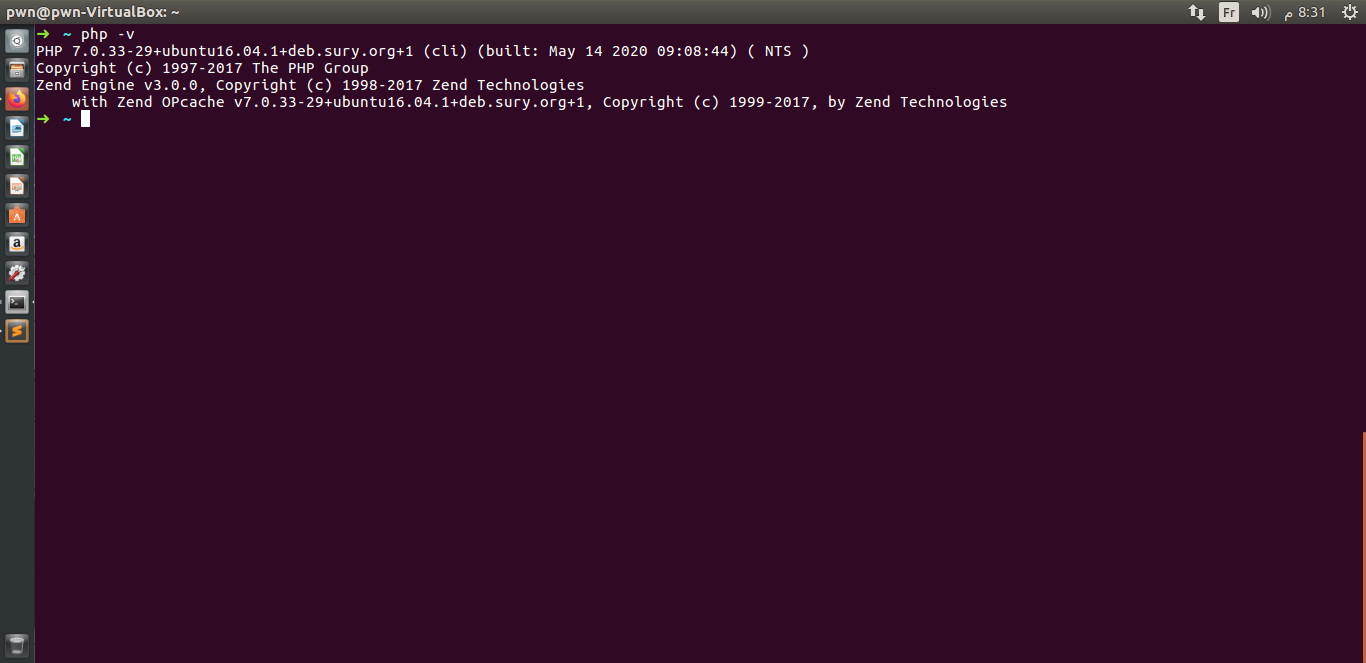 pwn@pwn-VirtualBox: ~
Fr
م 8:31
➜  ~ php -v
PHP 7.0.33-29+ubuntu16.04.1+deb.sury.org+1 (cli) (built: May 14 2020 09:08:44) ( NTS )
Copyright (c) 1997-2017 The PHP Group
Zend Engine v3.0.0, Copyright (c) 1998-2017 Zend Technologies
    with Zend OPcache v7.0.33-29+ubuntu16.04.1+deb.sury.org+1, Copyright (c) 1999-2017, by Zend Technologies
➜  ~